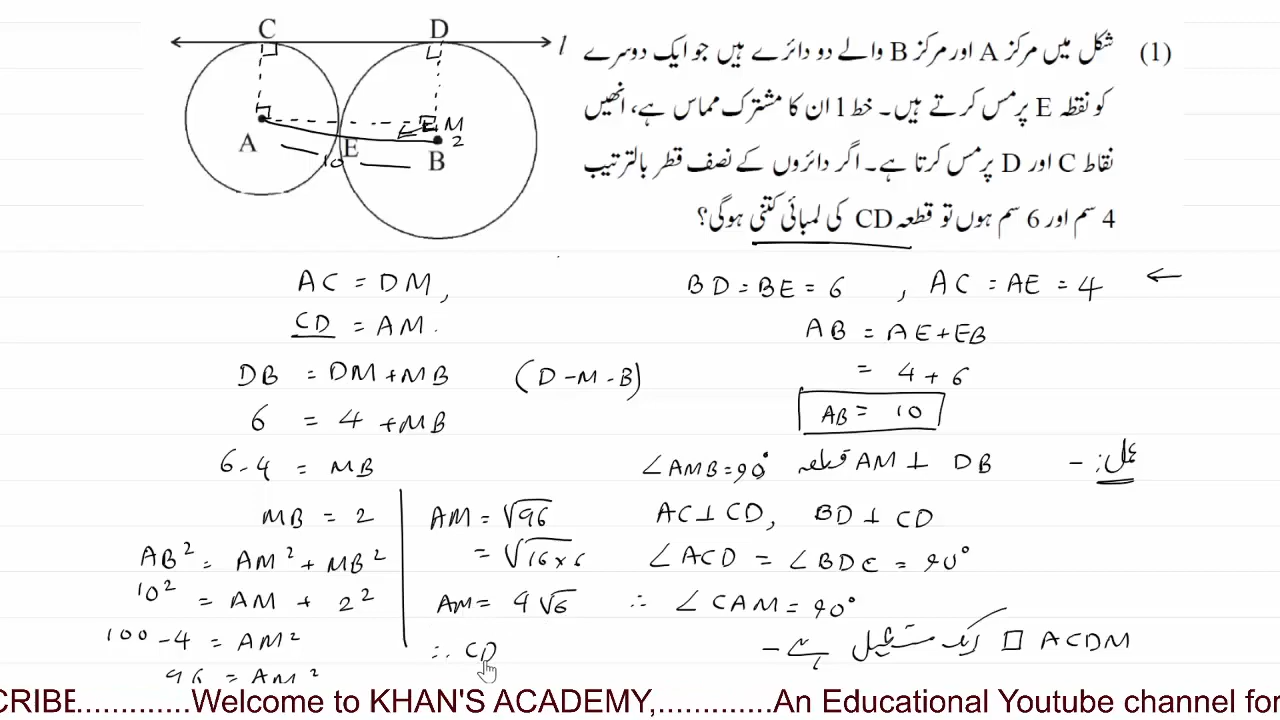 (1) شکل میں مرکز A اور مرکز B والے دو دائرے ہیں جو ایک دوسرے
کو نقطہ E پر مس کرتے ہیں۔ خط l ان کا مشترک مماس ہے، انھیں
نقاط C اور D پر مس کرتا ہے۔ اگر دائروں کے نصف قطر بالترتیب
4 سم اور 6 سم ہوں تو قطعہ CD کی لمبائی کتنی ہوگی؟
C D l
A E B M 2
10
BD = BE = 6 , AC = AE = 4 ←
AB = AE + EB
= 4 + 6
AB = 10
حل: -
قطعہ AM ⊥ DB ∠AMB = 90°
AC ⊥ CD, BD ⊥ CD
∠ACD = ∠BDC = 90°
∴ ∠CAM = 90°
□ ACDM ایک مستطیل ہے -
AC = DM,
CD = AM.
DB = DM + MB (D-M-B)
6 = 4 + MB
6 - 4 = MB
MB = 2
AB² = AM² + MB²
10² = AM + 2²
100 - 4 = AM²
96 = AM²
AM = √96
= √16×6
AM = 4√6
∴ CD
CRIBE.............Welcome to KHAN'S ACADEMY,.............An Educational Youtube channel for